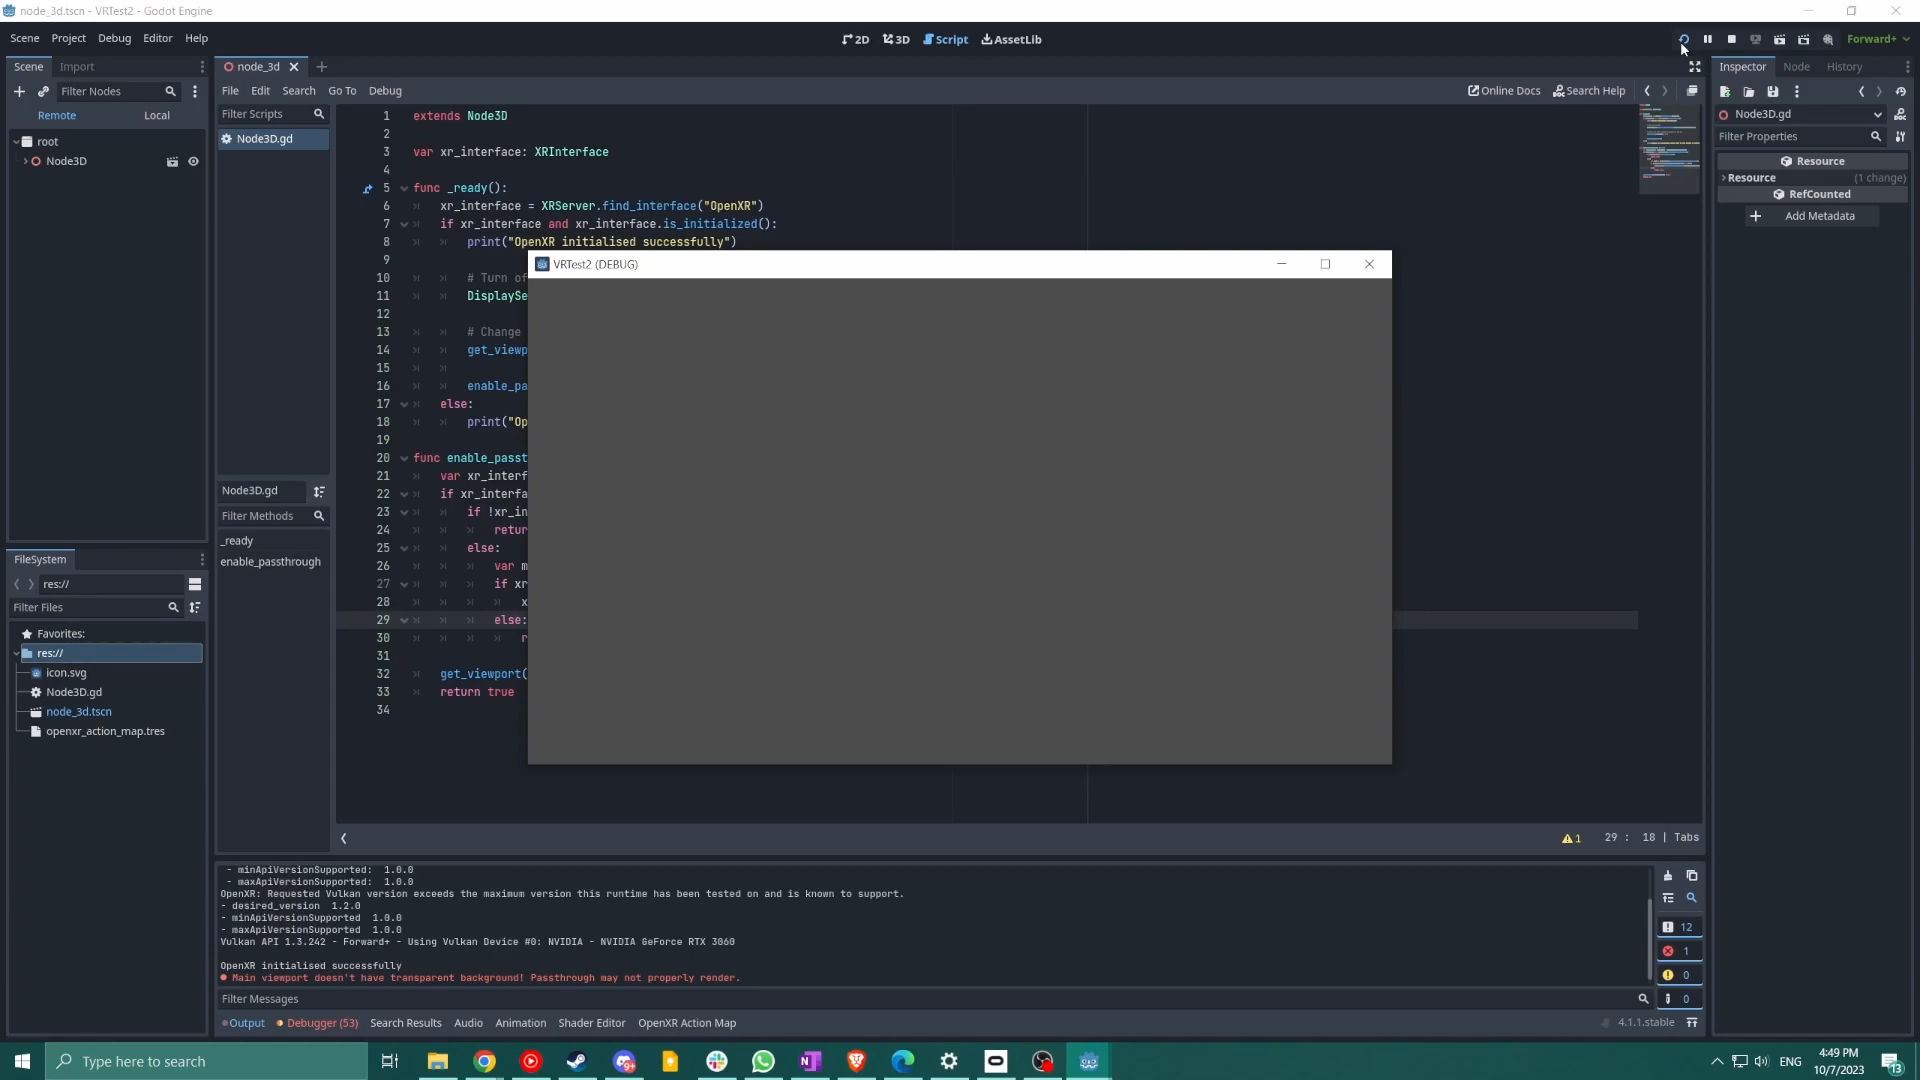 node_3d.tscn - VRTest2 - Godot Engine
Scene Project Debug Editor Help
2D 3D Script AssetLib
Forward+
Scene Import
node_3d
Inspector Node History
Filter Nodes
File Edit Search Go To Debug
Online Docs Search Help
Remote Local
Filter Scripts
Node3D.gd
Filter Properties
Node3D.gd
root
Node3D
Resource
Resource (1 change)
RefCounted
Add Metadata
1 extends Node3D
2
3 var xr_interface: XRInterface
4
5 func _ready():
6 xr_interface = XRServer.find_interface("OpenXR")
7 if xr_interface and xr_interface.is_initialized():
8 print("OpenXR initialised successfully")
9
10 # Turn of
11 DisplaySe
12
13 # Change
14 get_viewp
15
16 enable_pa
17 else:
18 print("Op
19
20 func enable_passt
21 var xr_interf
22 if xr_interfa
23 if !xr_in
24 retur
25 else:
26 var m
27 if xr
28 x
29 else:
30 r
31
32 get_viewport(
33 return true
34
VRTest2 (DEBUG)
Node3D.gd
Filter Methods
_ready
enable_passthrough
FileSystem
res://
Filter Files
Favorites:
res://
icon.svg
Node3D.gd
node_3d.tscn
openxr_action_map.tres
1 29 : 18 | Tabs
- minApiVersionSupported: 1.0.0
- maxApiVersionSupported: 1.0.0
OpenXR: Requested Vulkan version exceeds the maximum version this runtime has been tested on and is known to support.
- desired_version 1.2.0
- minApiVersionSupported 1.0.0
- maxApiVersionSupported 1.0.0
Vulkan API 1.3.242 - Forward+ - Using Vulkan Device #0: NVIDIA - NVIDIA GeForce RTX 3060
OpenXR initialised successfully
Main viewport doesn't have transparent background! Passthrough may not properly render.
12
1
0
0
Filter Messages
Output Debugger (53) Search Results Audio Animation Shader Editor OpenXR Action Map
4.1.1.stable
Type here to search
9+
ENG
4:49 PM
10/7/2023
13